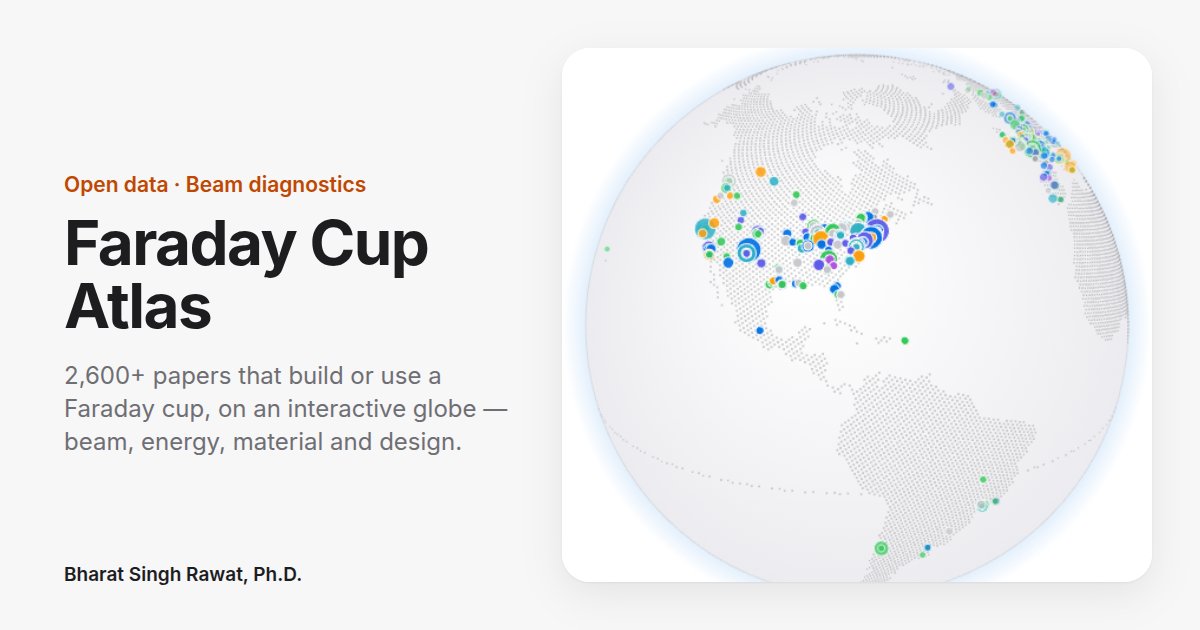 Open data · Beam diagnostics
Faraday Cup
Atlas
2,600+ papers that build or use a
Faraday cup, on an interactive globe —
beam, energy, material and design.
Bharat Singh Rawat, Ph.D.